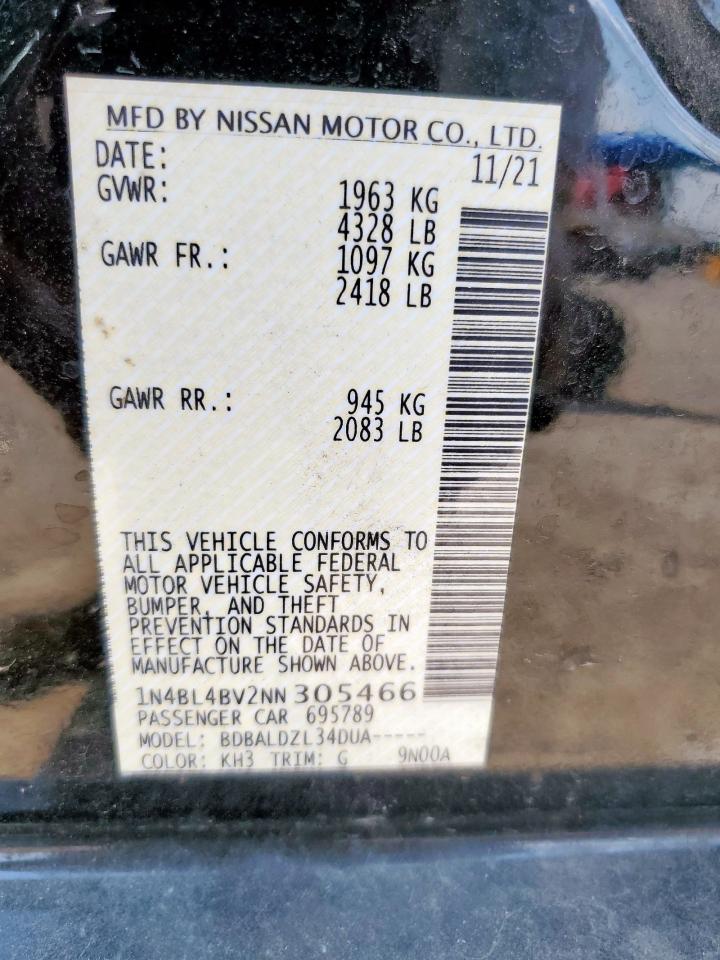 MFD BY NISSAN MOTOR CO., LTD.
DATE: 11/21
GVWR: 1963 KG
4328 LB
GAWR FR.: 1097 KG
2418 LB
GAWR RR.: 945 KG
2083 LB
THIS VEHICLE CONFORMS TO
ALL APPLICABLE FEDERAL
MOTOR VEHICLE SAFETY,
BUMPER, AND THEFT
PREVENTION STANDARDS IN
EFFECT ON THE DATE OF
MANUFACTURE SHOWN ABOVE.
1N4BL4BV2NN305466
PASSENGER CAR 695789
MODEL: BDBALDZL34DUA-----
COLOR: KH3 TRIM: G 9N00A